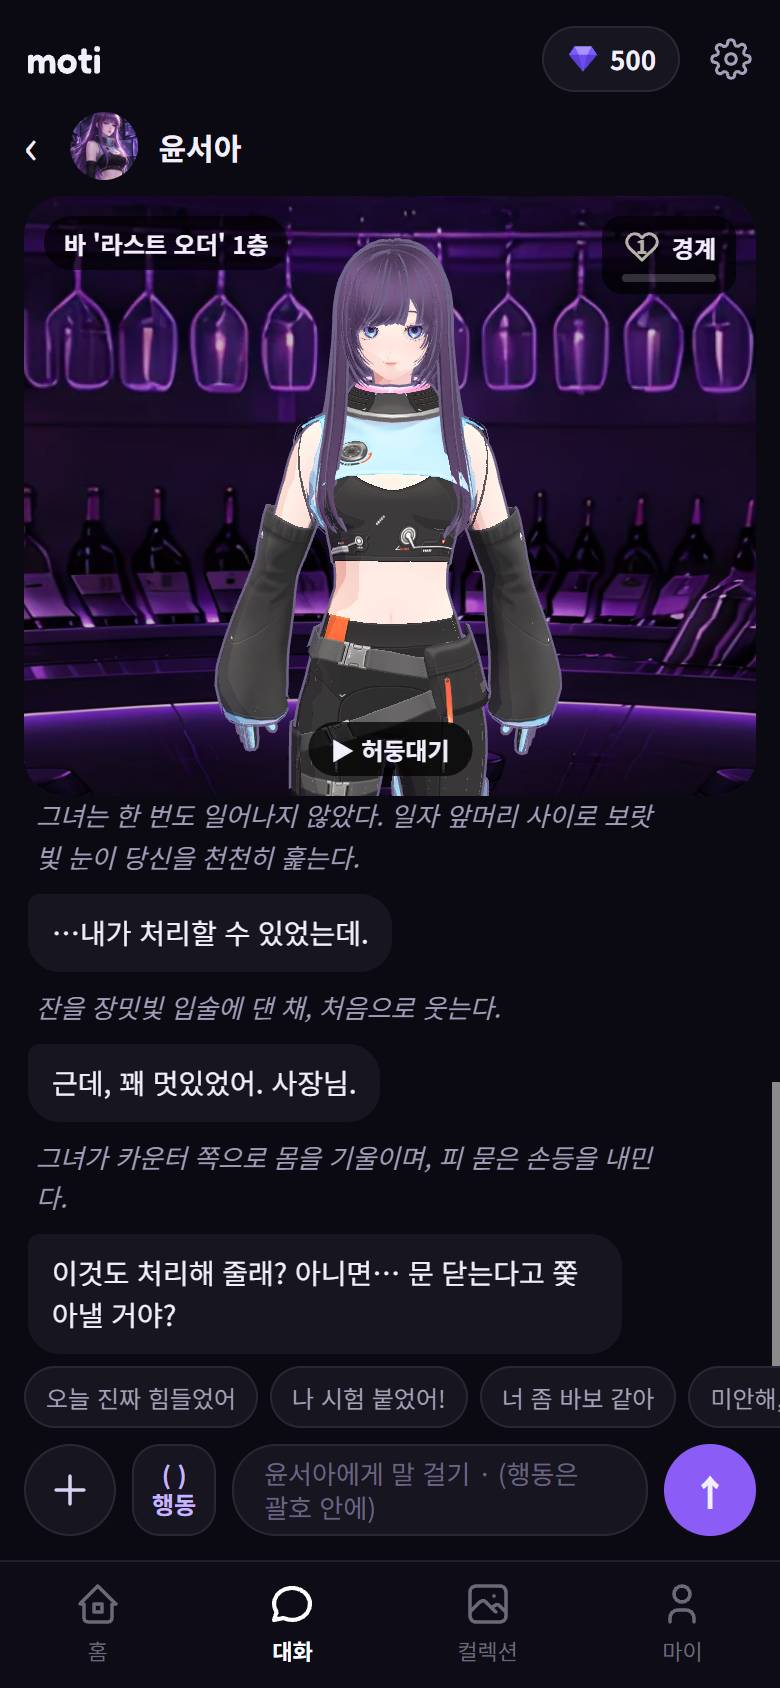 moti
500
윤서아
바 '라스트 오더' 1층
1 경계
▶ 허둥대기
그녀는 한 번도 일어나지 않았다. 일자 앞머리 사이로 보랏
빛 눈이 당신을 천천히 훑는다.
…내가 처리할 수 있었는데.
잔을 장밋빛 입술에 댄 채, 처음으로 웃는다.
근데, 꽤 멋있었어. 사장님.
그녀가 카운터 쪽으로 몸을 기울이며, 피 묻은 손등을 내민
다.
이것도 처리해 줄래? 아니면… 문 닫는다고 쫓
아낼 거야?
오늘 진짜 힘들었어
나 시험 붙었어!
너 좀 바보 같아
미안해,
( )
행동
윤서아에게 말 걸기 · (행동은
괄호 안에)
홈
대화
컬렉션
마이